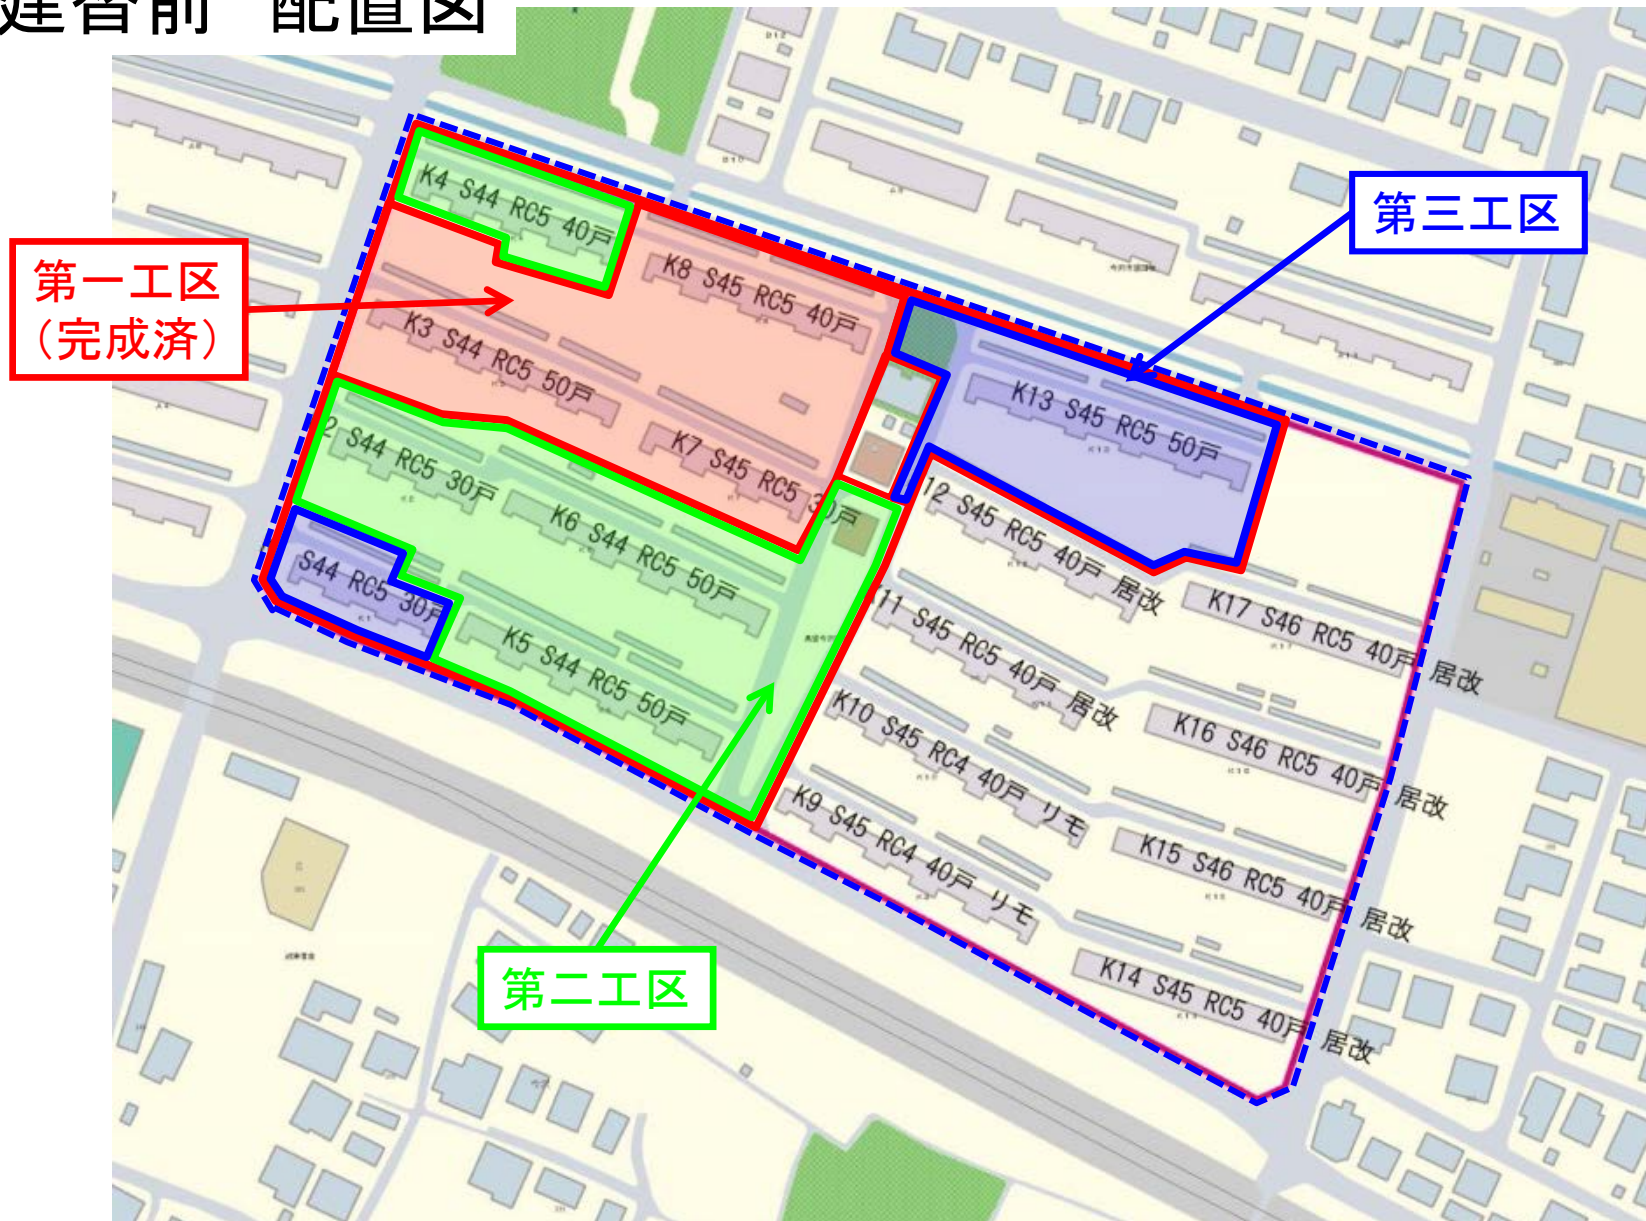 建替前 配置図
第三工区
第一工区
（完成済）
K4 S44 RC5 40戸
K8 S45 RC5 40戸
K3 S44 RC5 50戸
K7 S45 RC5 30戸
K13 S45 RC5 50戸
2 S44 RC5 30戸
K6 S44 RC5 50戸
S44 RC5 30戸
K5 S44 RC5 50戸
12 S45 RC5 40戸 居改
K17 S46 RC5 40戸 居改
11 S45 RC5 40戸 居改
K16 S46 RC5 40戸 居改
K10 S45 RC4 40戸 リモ
K15 S46 RC5 40戸 居改
K9 S45 RC4 40戸 リモ
K14 S45 RC5 40戸 居改
第二工区